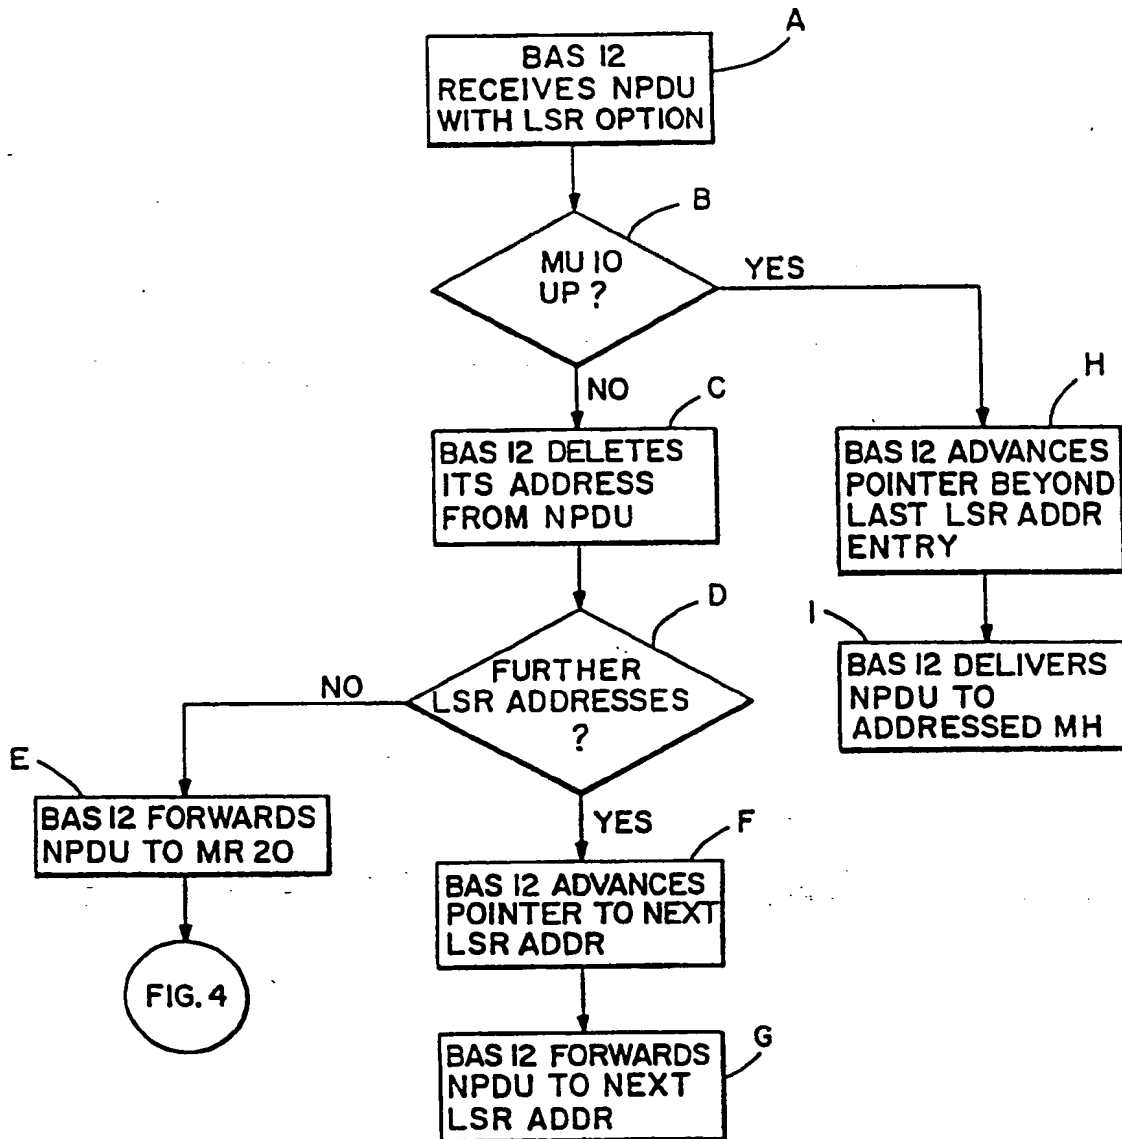 A
BAS 12
RECEIVES NPDU
WITH LSR OPTION
B
MU 10
UP ?
YES
NO
C
H
BAS 12 DELETES
ITS ADDRESS
FROM NPDU
BAS 12 ADVANCES
POINTER BEYOND
LAST LSR ADDR
ENTRY
D
I
FURTHER
LSR ADDRESSES
?
NO
BAS 12 DELIVERS
NPDU TO
ADDRESSED MH
E
BAS 12 FORWARDS
NPDU TO MR 20
YES
F
BAS 12 ADVANCES
POINTER TO NEXT
LSR ADDR
FIG. 4
G
BAS 12 FORWARDS
NPDU TO NEXT
LSR ADDR